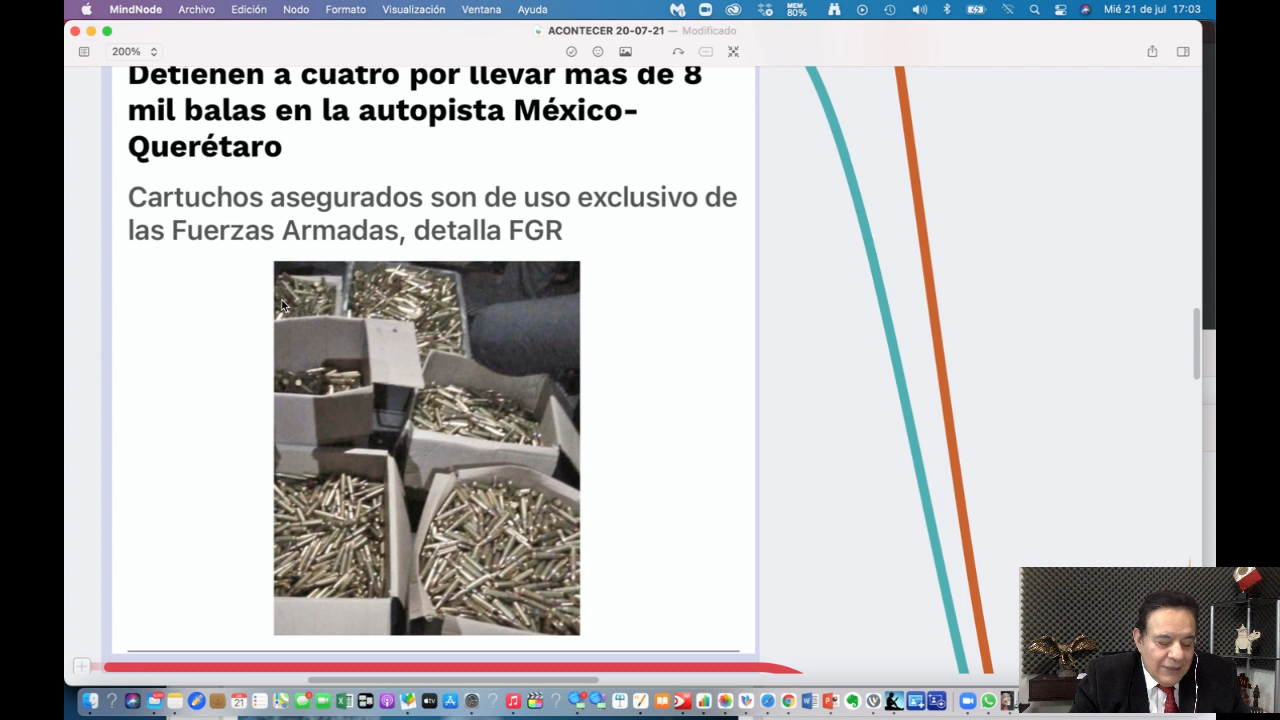 MindNode Archivo Edición Nodo Formato Visualización Ventana Ayuda MEM 80% Mié 21 de jul 17:03
ACONTECER 20-07-21 — Modificado
200%
Detienen a cuatro por llevar más de 8
mil balas en la autopista México-
Querétaro
Cartuchos asegurados son de uso exclusivo de
las Fuerzas Armadas, detalla FGR